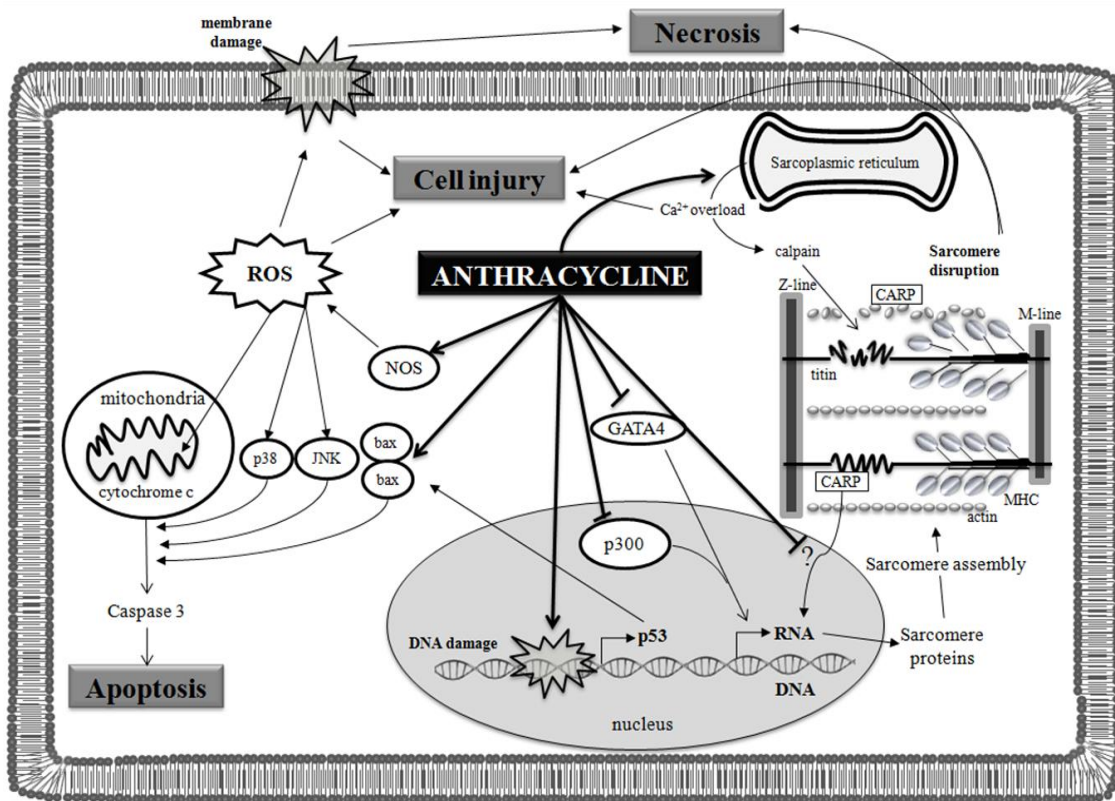 membrane
damage
Necrosis
Cell injury
Sarcoplasmic reticulum
Ca²⁺ overload
ROS
ANTHRACYCLINE
calpain
Sarcomere
disruption
Z-line
CARP
M-line
NOS
titin
mitochondria
cytochrome c
p38
JNK
bax
bax
GATA4
CARP
MHC
actin
p300
?
Sarcomere assembly
Caspase 3
DNA damage
p53
RNA
Sarcomere
proteins
DNA
Apoptosis
nucleus